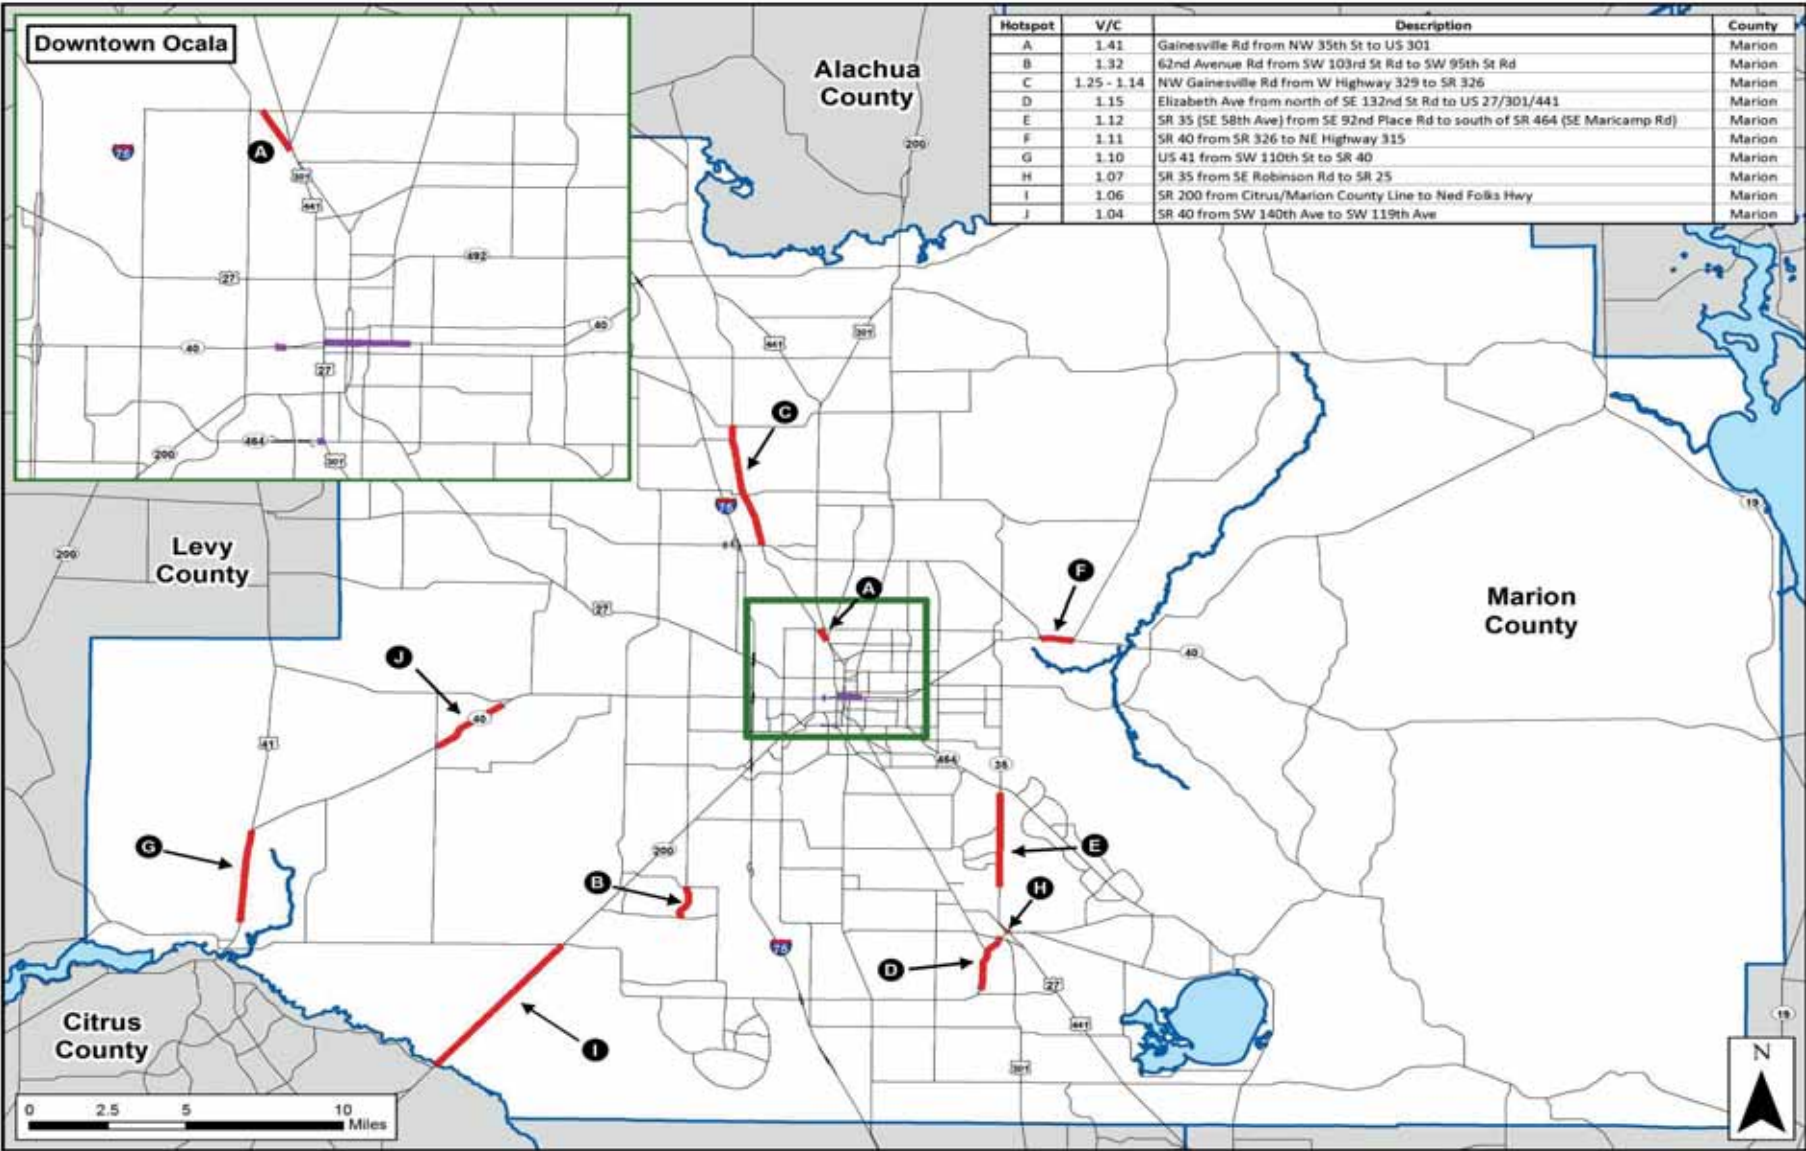 Downtown Ocala
Hotspot V/C Description County
A 1.41 Gainesville Rd from NW 35th St to US 301 Marion
B 1.32 62nd Avenue Rd from SW 103rd St Rd to SW 95th St Rd Marion
C 1.25 - 1.14 NW Gainesville Rd from W Highway 329 to SR 326 Marion
D 1.15 Elizabeth Ave from north of SE 132nd St Rd to US 27/301/441 Marion
E 1.12 SR 35 (SE 58th Ave) from SE 92nd Place Rd to south of SR 464 (SE Maricamp Rd) Marion
F 1.11 SR 40 from SR 326 to NE Highway 315 Marion
G 1.10 US 41 from SW 110th St to SR 40 Marion
H 1.07 SR 35 from SE Robinson Rd to SR 25 Marion
I 1.06 SR 200 from Citrus/Marion County Line to Ned Folks Hwy Marion
J 1.04 SR 40 from SW 140th Ave to SW 119th Ave Marion
Alachua
County
200
75
A
301
441
492
27
40
40
27
464
200
301
441
301
C
75
19
200
Levy
County
27
A
F
Marion
County
40
J
40
41
464
35
G
200
E
B
H
75
D
27
Citrus
County
I
441
301
19
0 2.5 5 10
Miles
N